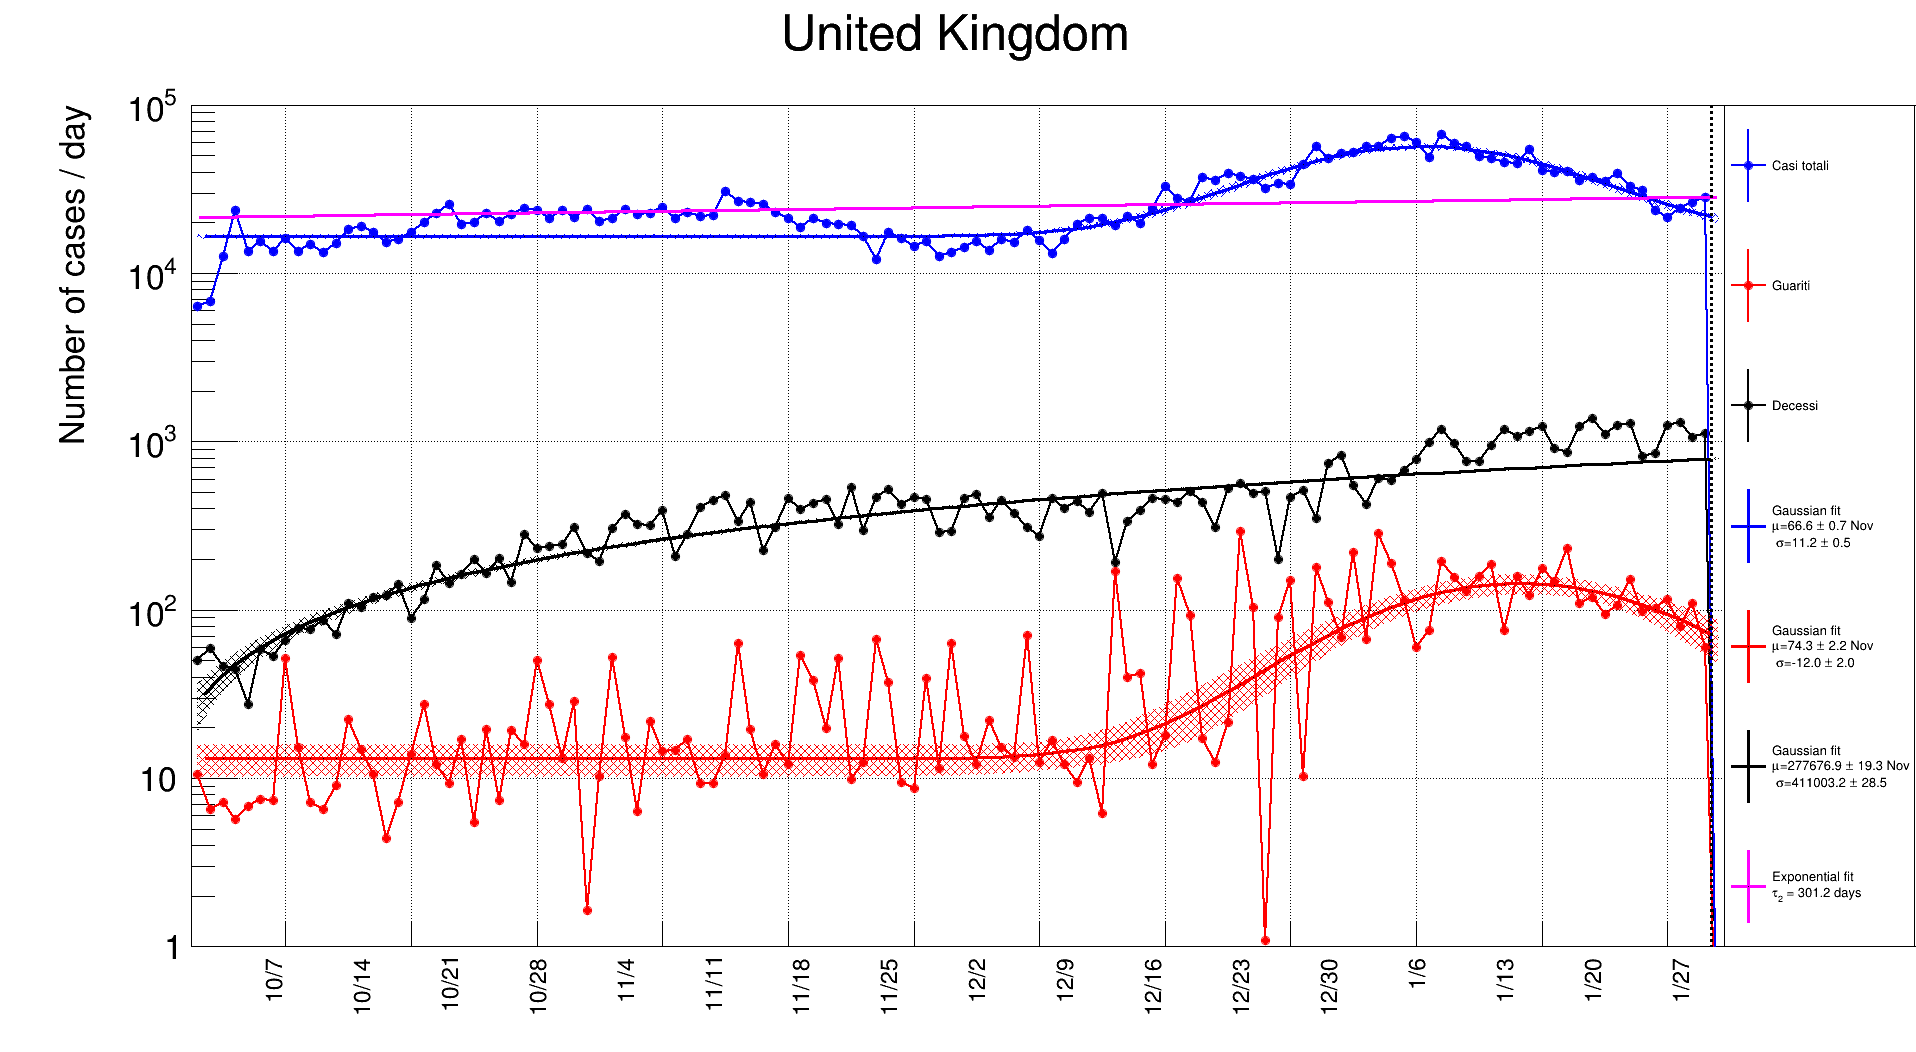 United Kingdom
Number of cases / day
10^5
10^4
10^3
10^2
10
1
10/7
10/14
10/21
10/28
11/4
11/11
11/18
11/25
12/2
12/9
12/16
12/23
12/30
1/6
1/13
1/20
1/27
Casi totali
Guariti
Decessi
Gaussian fit
μ=66.6 ± 0.7 Nov
σ=11.2 ± 0.5
Gaussian fit
μ=74.3 ± 2.2 Nov
σ=-12.0 ± 2.0
Gaussian fit
μ=277676.9 ± 19.3 Nov
σ=411003.2 ± 28.5
Exponential fit
τ₂ = 301.2 days